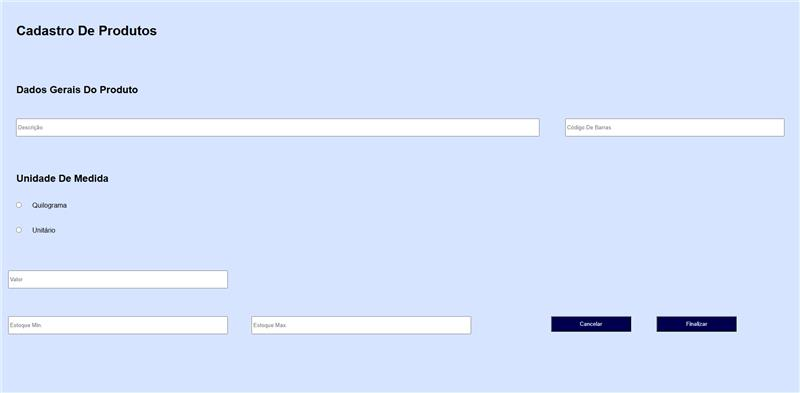 Cadastro De Produtos
Dados Gerais Do Produto
Descrição
Código De Barras
Unidade De Medida
Quilograma
Unitário
Valor
Estoque Min
Estoque Max
Cancelar
Finalizar